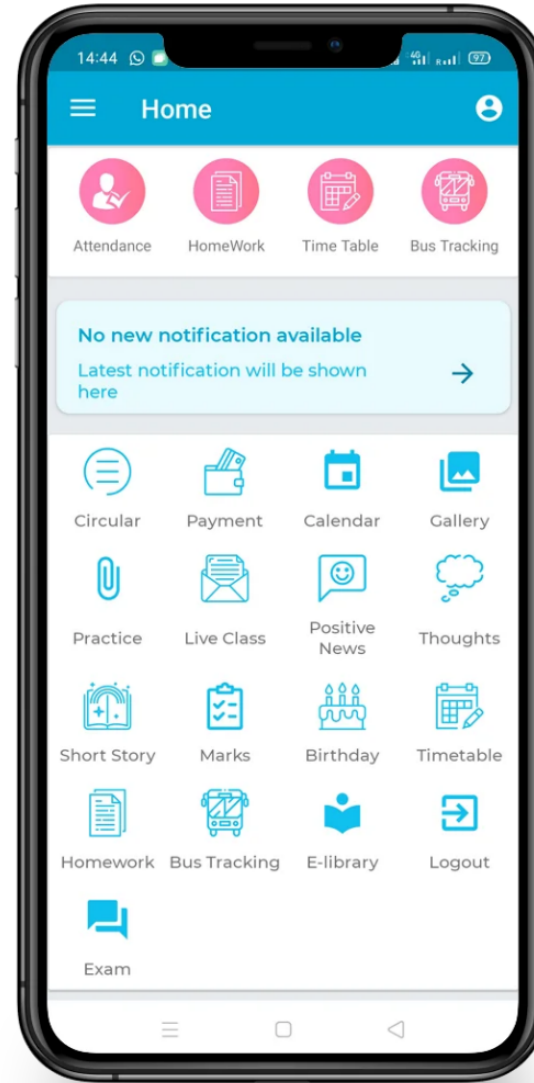 14:44 4G R 97
Home
Attendance HomeWork Time Table Bus Tracking
No new notification available
Latest notification will be shown
here
Circular Payment Calendar Gallery
Practice Live Class Positive News Thoughts
Short Story Marks Birthday Timetable
Homework Bus Tracking E-library Logout
Exam